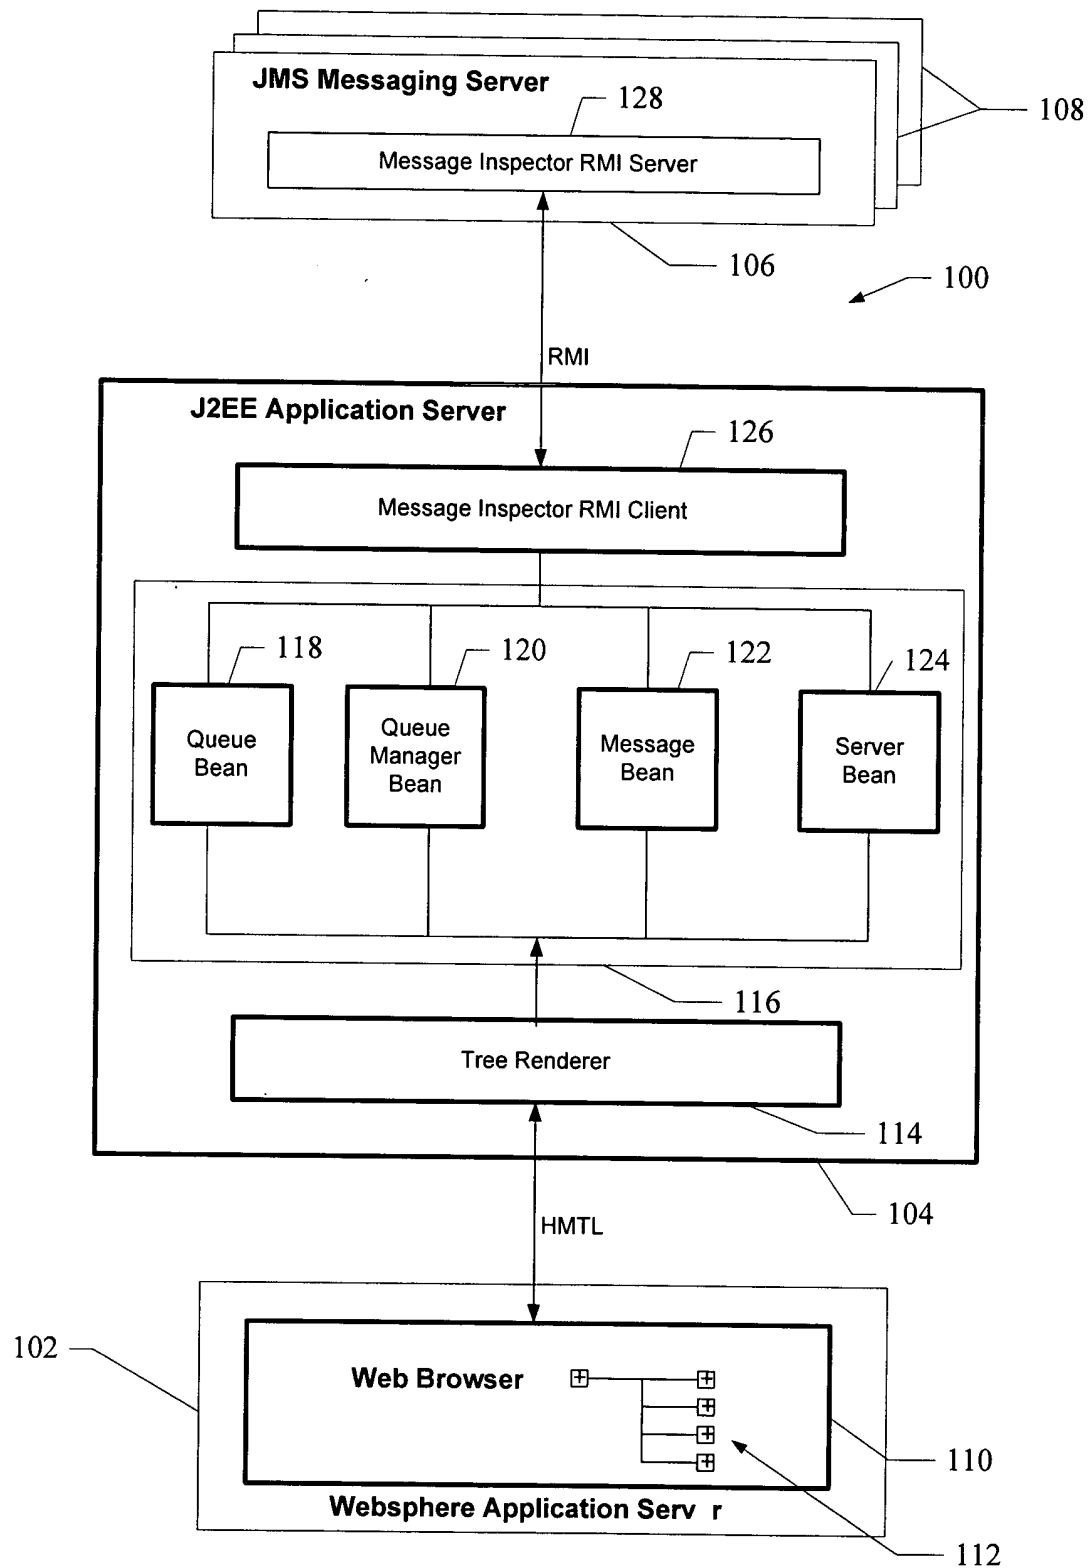 JMS Messaging Server
128
108
Message Inspector RMI Server
106
100
RMI
J2EE Application Server
126
Message Inspector RMI Client
118
120
122
124
Queue
Bean
Queue
Manager
Bean
Message
Bean
Server
Bean
116
Tree Renderer
114
104
HMTL
102
Web Browser
110
Websphere Application Serv r
112